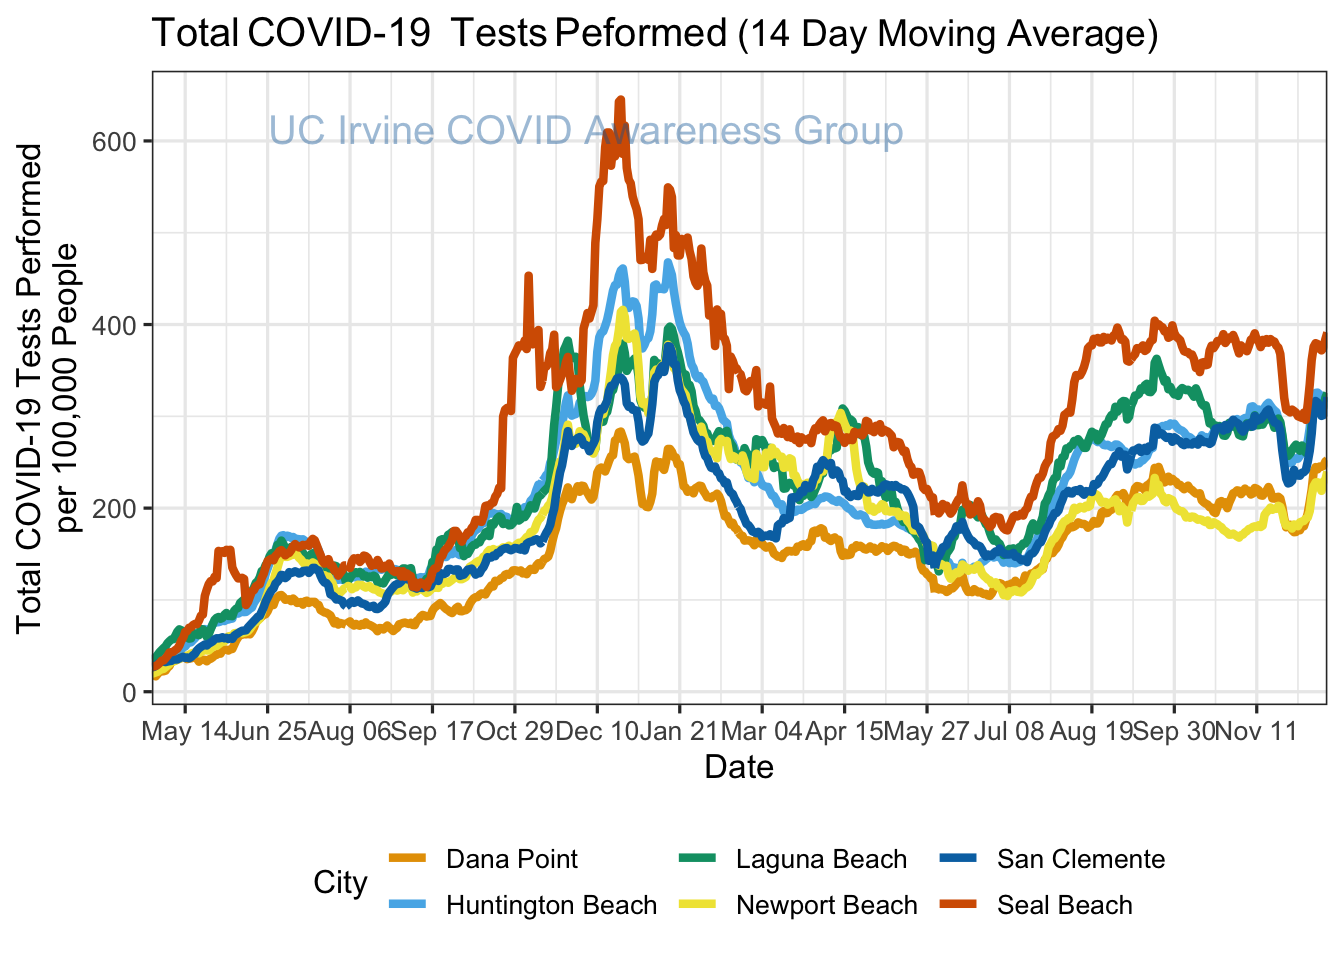 Total COVID-19 Tests Peformed (14 Day Moving Average)
UC Irvine COVID Awareness Group
Total COVID-19 Tests Performed
per 100,000 People
600
400
200
0
May 14 Jun 25 Aug 06 Sep 17 Oct 29 Dec 10 Jan 21 Mar 04 Apr 15 May 27 Jul 08 Aug 19 Sep 30 Nov 11
Date
City
Dana Point Laguna Beach San Clemente
Huntington Beach Newport Beach Seal Beach